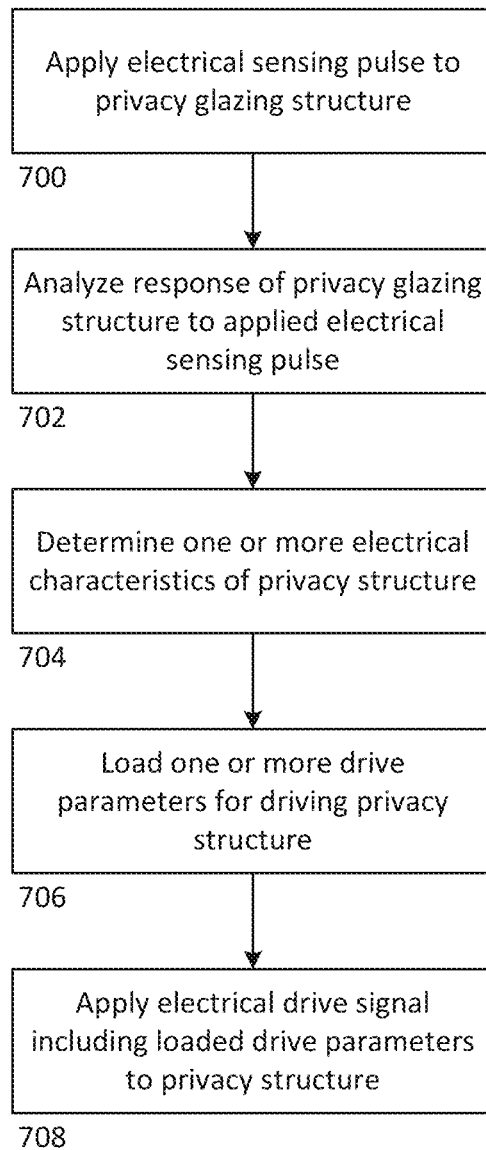 Apply electrical sensing pulse to
privacy glazing structure
700
Analyze response of privacy glazing
structure to applied electrical
sensing pulse
702
Determine one or more electrical
characteristics of privacy structure
704
Load one or more drive
parameters for driving privacy
structure
706
Apply electrical drive signal
including loaded drive parameters
to privacy structure
708